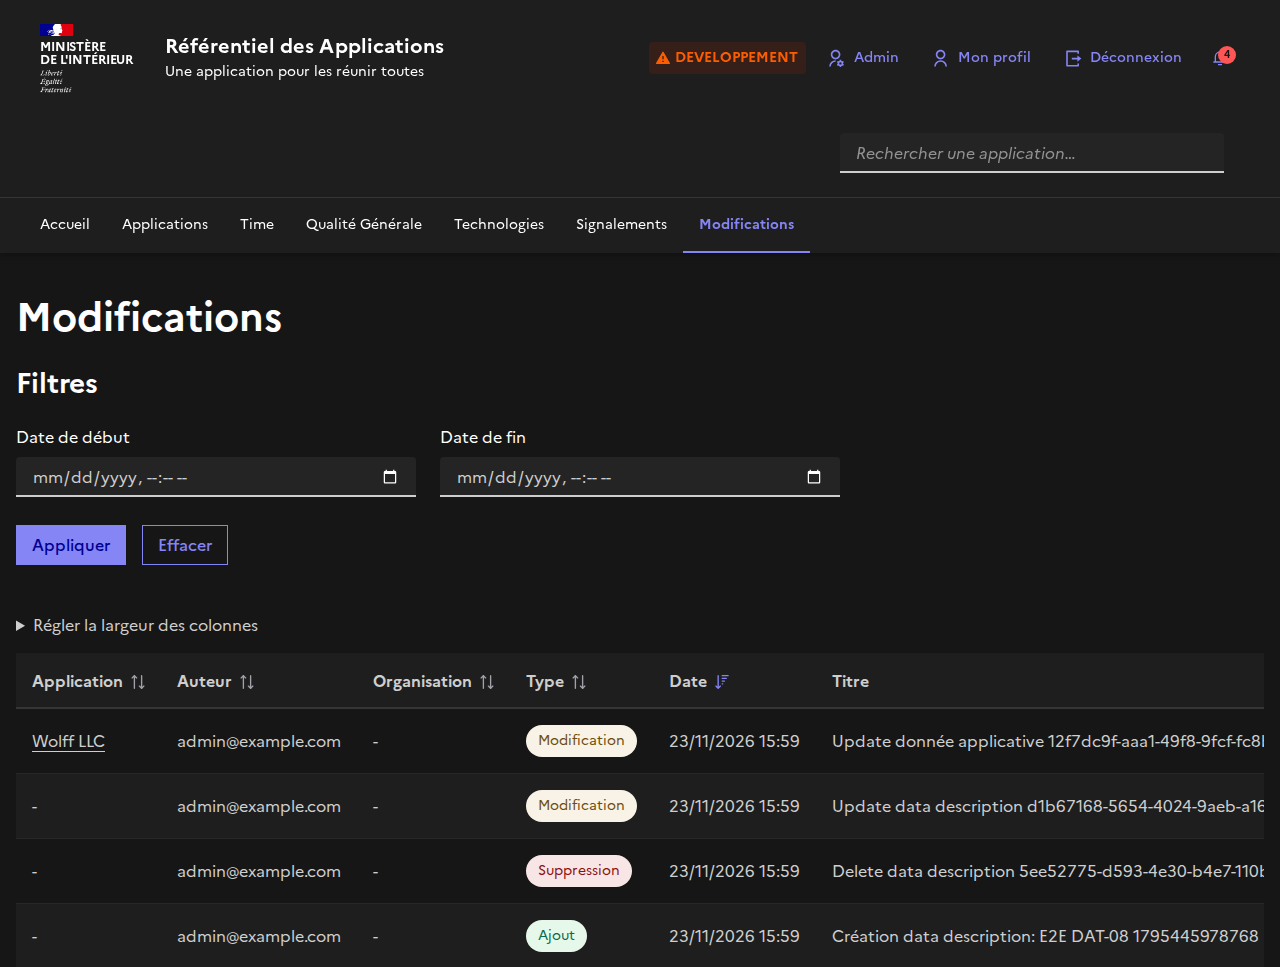 MINISTÈRE
DE L'INTÉRIEUR
Liberté
Égalité
Fraternité
Référentiel des Applications
Une application pour les réunir toutes
DEVELOPPEMENT
Admin
Mon profil
Déconnexion
4
Rechercher une application…
Accueil
Applications
Time
Qualité Générale
Technologies
Signalements
Modifications
Modifications
Filtres
Date de début
Date de fin
mm/dd/yyyy, --:-- --
mm/dd/yyyy, --:-- --
Appliquer
Effacer
Régler la largeur des colonnes
Application Auteur Organisation Type Date Titre
Wolff LLC admin@example.com - Modification 23/11/2026 15:59 Update donnée applicative 12f7dc9f-aaa1-49f8-9fcf-fc8
- admin@example.com - Modification 23/11/2026 15:59 Update data description d1b67168-5654-4024-9aeb-a16
- admin@example.com - Suppression 23/11/2026 15:59 Delete data description 5ee52775-d593-4e30-b4e7-110b
- admin@example.com - Ajout 23/11/2026 15:59 Création data description: E2E DAT-08 1795445978768